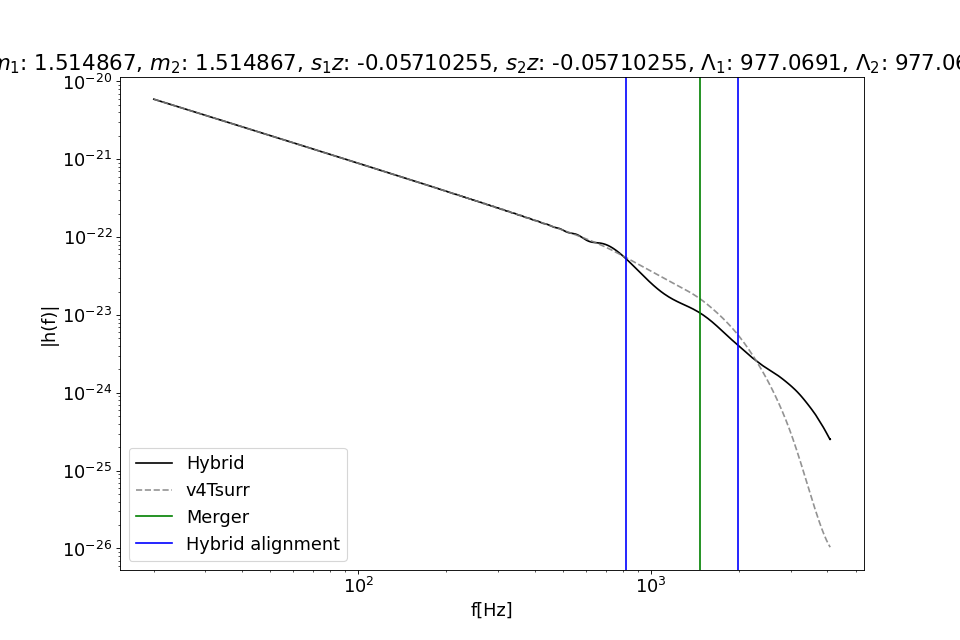 m₁: 1.514867, m₂: 1.514867, s₁z: -0.05710255, s₂z: -0.05710255, Λ₁: 977.0691, Λ₂: 977.06
10⁻²⁰
10⁻²¹
10⁻²²
10⁻²³
10⁻²⁴
10⁻²⁵
10⁻²⁶
|h(f)|
Hybrid
v4Tsurr
Merger
Hybrid alignment
10² 10³
f[Hz]